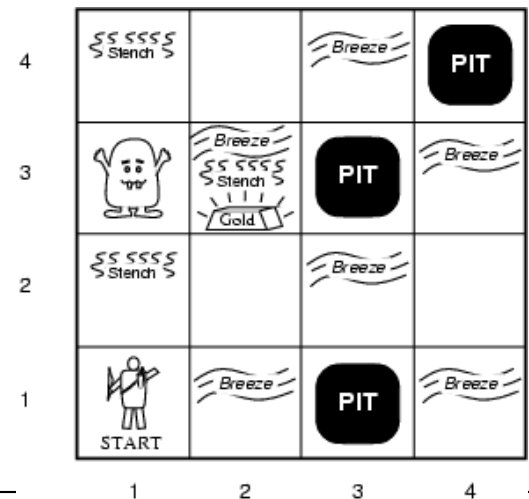 4
Stench
Breeze
PIT
3
Breeze
Stench
Gold
PIT
Breeze
2
Stench
Breeze
1
START
Breeze
PIT
Breeze
1 2 3 4